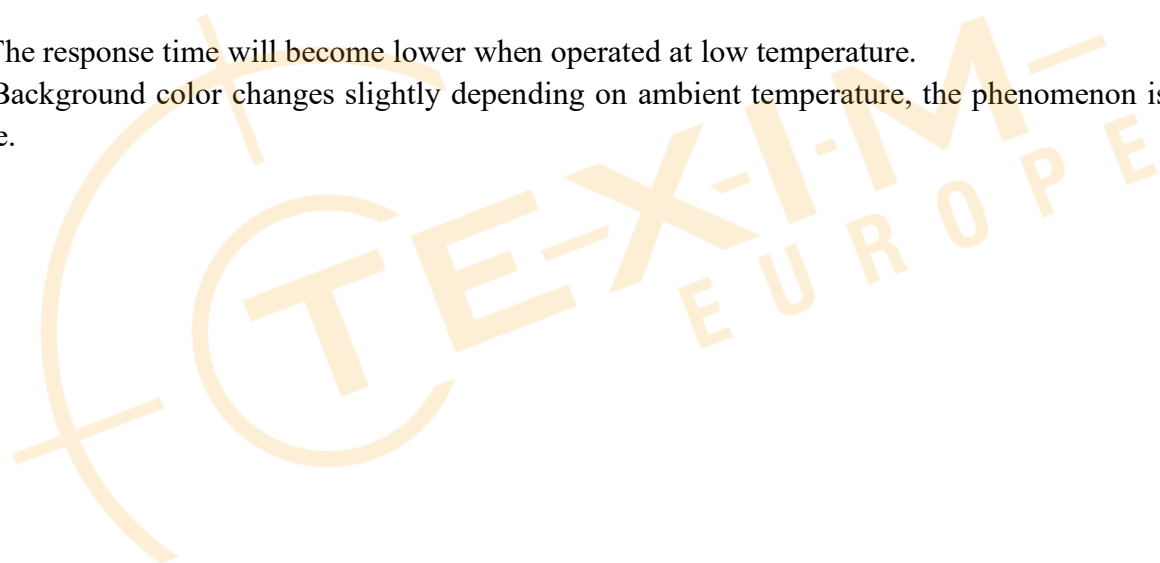 The response time will become lower when operated at low temperature.
Background color changes slightly depending on ambient temperature, the phenomenon is
e.
TEXIM
EUROPE